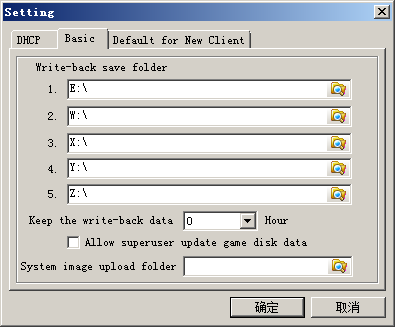 Setting
DHCP Basic Default for New Client
Write-back save folder
1. E:\
2. W:\
3. X:\
4. Y:\
5. Z:\
Keep the write-back data 0 Hour
Allow superuser update game disk data
System image upload folder
确定 取消